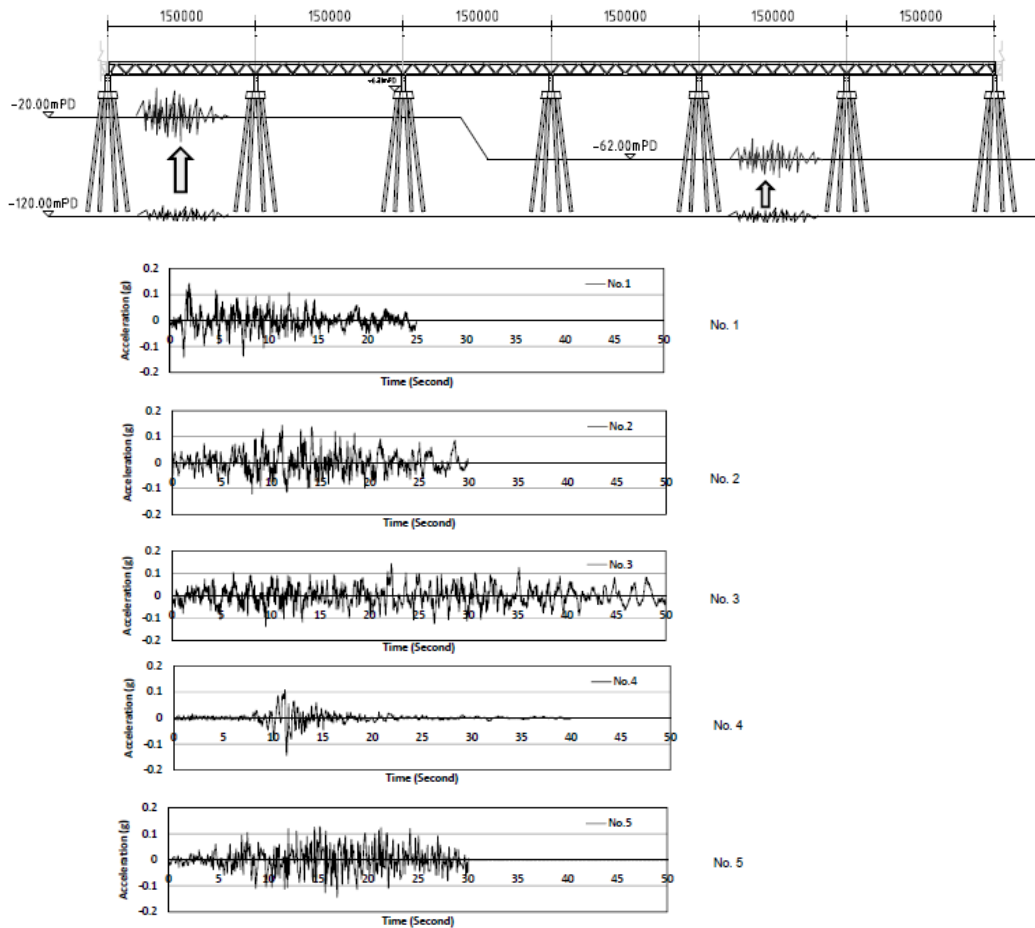 150000 150000 150000 150000 150000 150000
-20.00mPD
-62.00mPD
-120.00mPD
0.2
0.1
0
-0.1
-0.2
Acceleration (g)
0 5 10 15 20 25 30 35 40 45 50
Time (Second)
No.1
No. 1
0.2
0.1
0
-0.1
-0.2
Acceleration (g)
0 5 10 15 20 25 30 35 40 45 50
Time (Second)
No.2
No. 2
0.2
0.1
0
-0.1
-0.2
Acceleration (g)
0 5 10 15 20 25 30 35 40 45 50
Time (Second)
No.3
No. 3
0.2
0.1
0
-0.1
-0.2
Acceleration (g)
0 5 10 15 20 25 30 35 40 45 50
Time (Second)
No.4
No. 4
0.2
0.1
0
-0.1
-0.2
Acceleration (g)
0 5 10 15 20 25 30 35 40 45 50
Time (Second)
No.5
No. 5